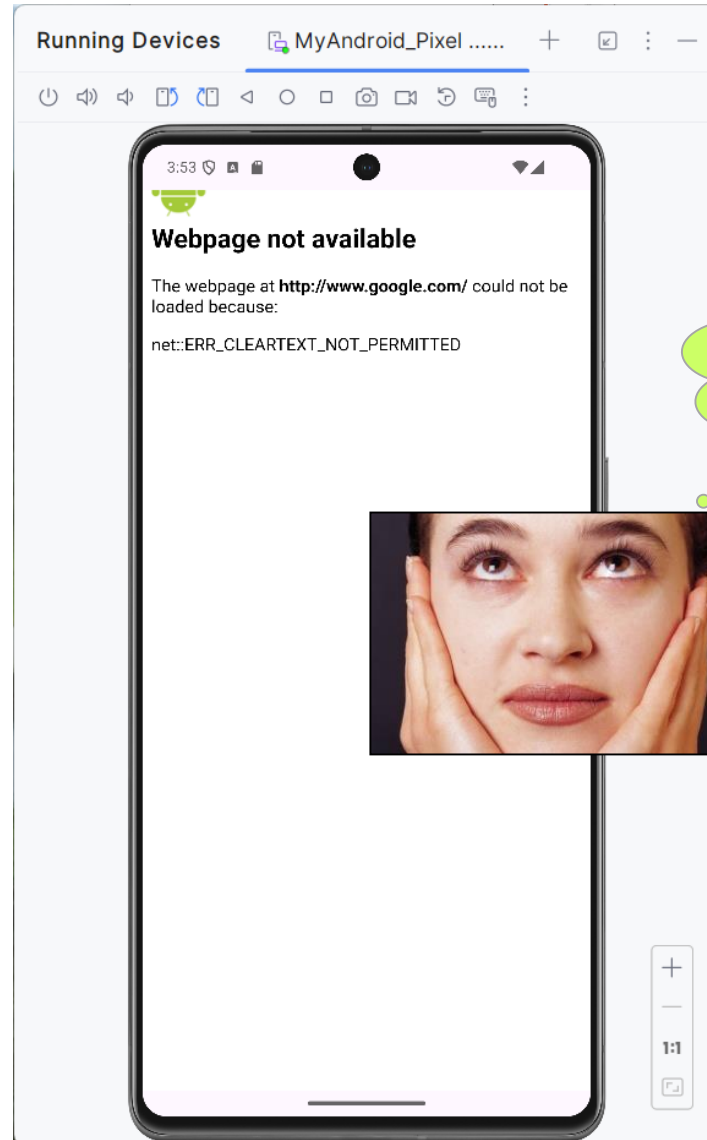 Running Devices MyAndroid_Pixel ......
3:53
Webpage not available
The webpage at http://www.google.com/ could not be
loaded because:
net::ERR_CLEARTEXT_NOT_PERMITTED
1:1